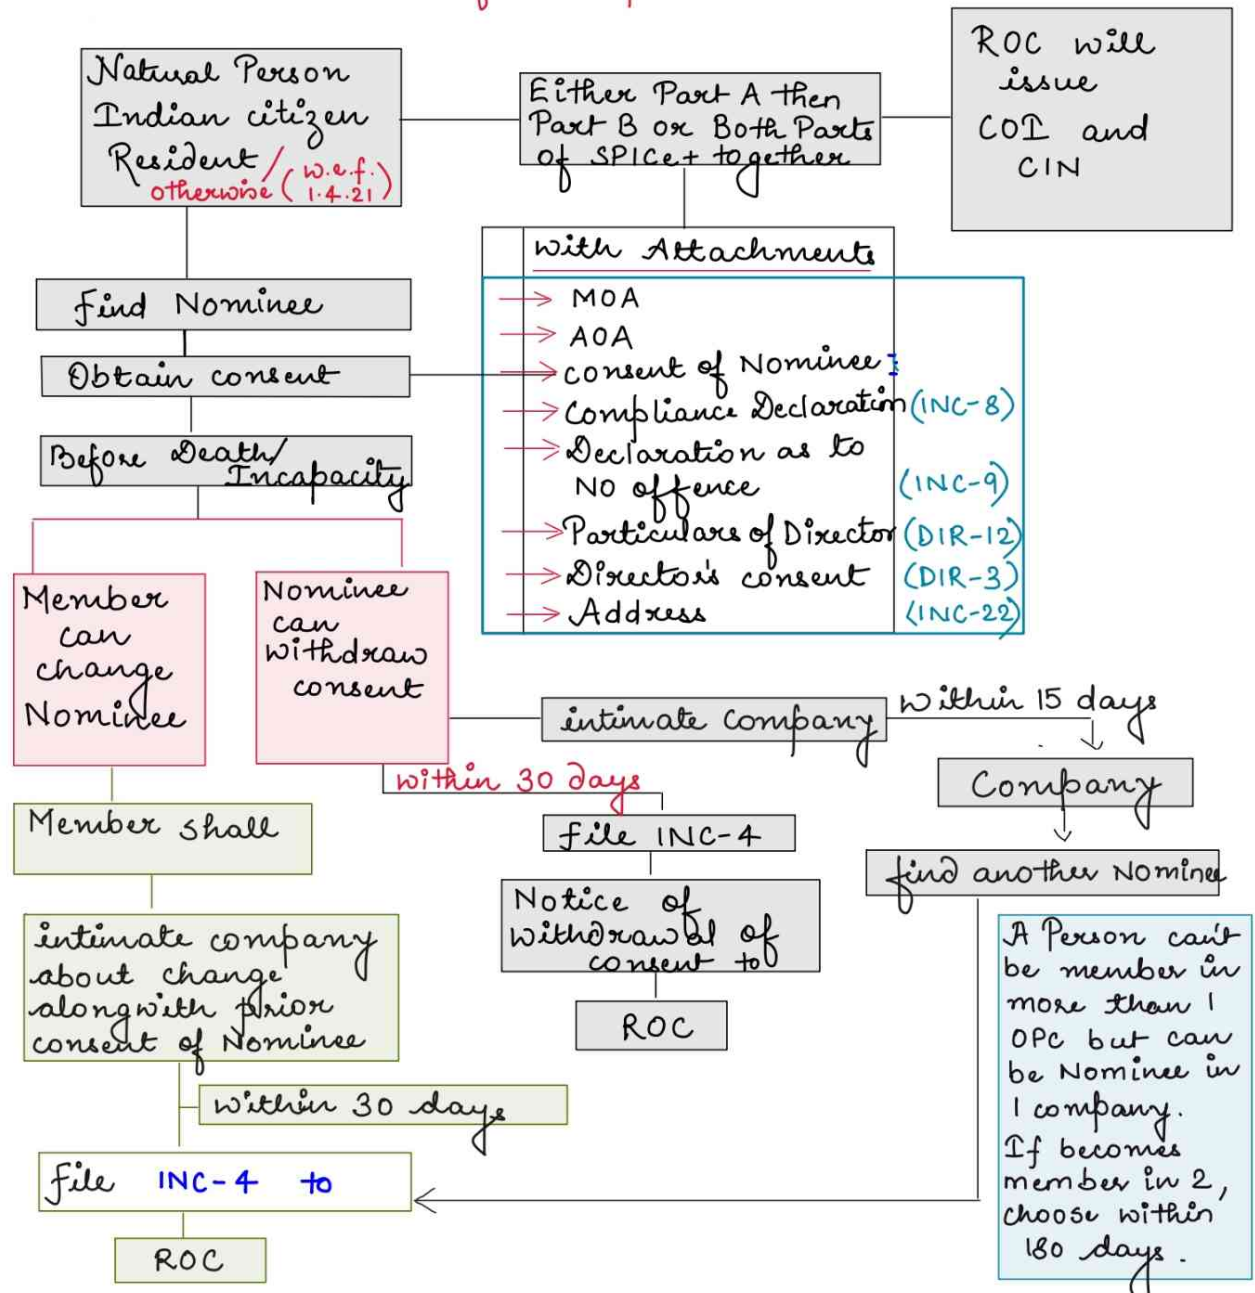 Natural Person
Indian citizen
Resident/
otherwise (w.e.f. 1.4.21)
Either Part A then
Part B or Both Parts
of SPICe+ together
ROC will
issue
COI and
CIN
with Attachments
→ MOA
→ AOA
→ consent of Nominee
→ Compliance Declaration (INC-8)
→ Declaration as to
NO offence (INC-9)
→ Particulars of Director (DIR-12)
→ Director's consent (DIR-3)
→ Address (INC-22)
find Nominee
Obtain consent
Before Death/
Incapacity
Member
can
change
Nominee
Nominee
can
withdraw
consent
intimate company
within 15 days
Company
find another Nominee
within 30 days
file INC-4
Notice of
withdrawal of
consent to
ROC
Member shall
intimate company
about change
alongwith prior
consent of Nominee
within 30 days
file INC-4 to
ROC
A Person can't
be member in
more than 1
OPC but can
be Nominee in
1 company.
If becomes
member in 2,
choose within
180 days.